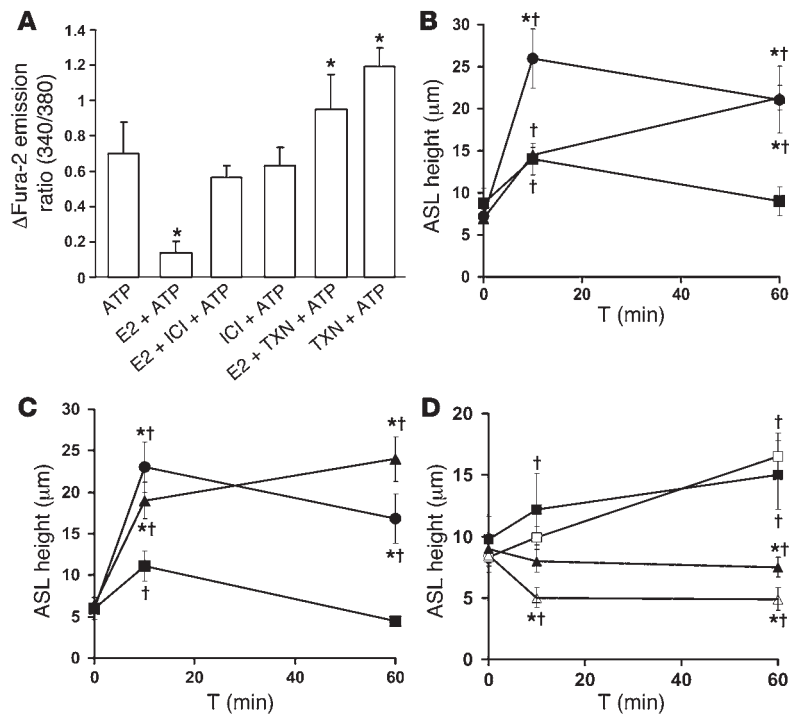 A
ΔFura-2 emission
ratio (340/380)
1.4
1.2
1
0.8
0.6
0.4
0.2
0
*
*
*
ATP
E2 + ATP
E2 + ICI + ATP
ICI + ATP
E2 + TXN + ATP
TXN + ATP
B
ASL height (μm)
30
25
20
15
10
5
0
*†
*†
*†
†
†
0 20 40 60
T (min)
C
ASL height (μm)
30
25
20
15
10
5
0
*†
*†
*†
*†
†
0 20 40 60
T (min)
D
ASL height (μm)
20
15
10
5
0
†
†
†
*†
*†
*†
0 20 40 60
T (min)